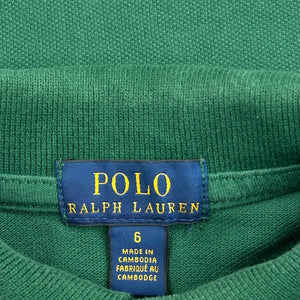 POLO
RALPH LAUREN
6
MADE IN
CAMBODIA
FABRIQUÉ AU
CAMBODGE